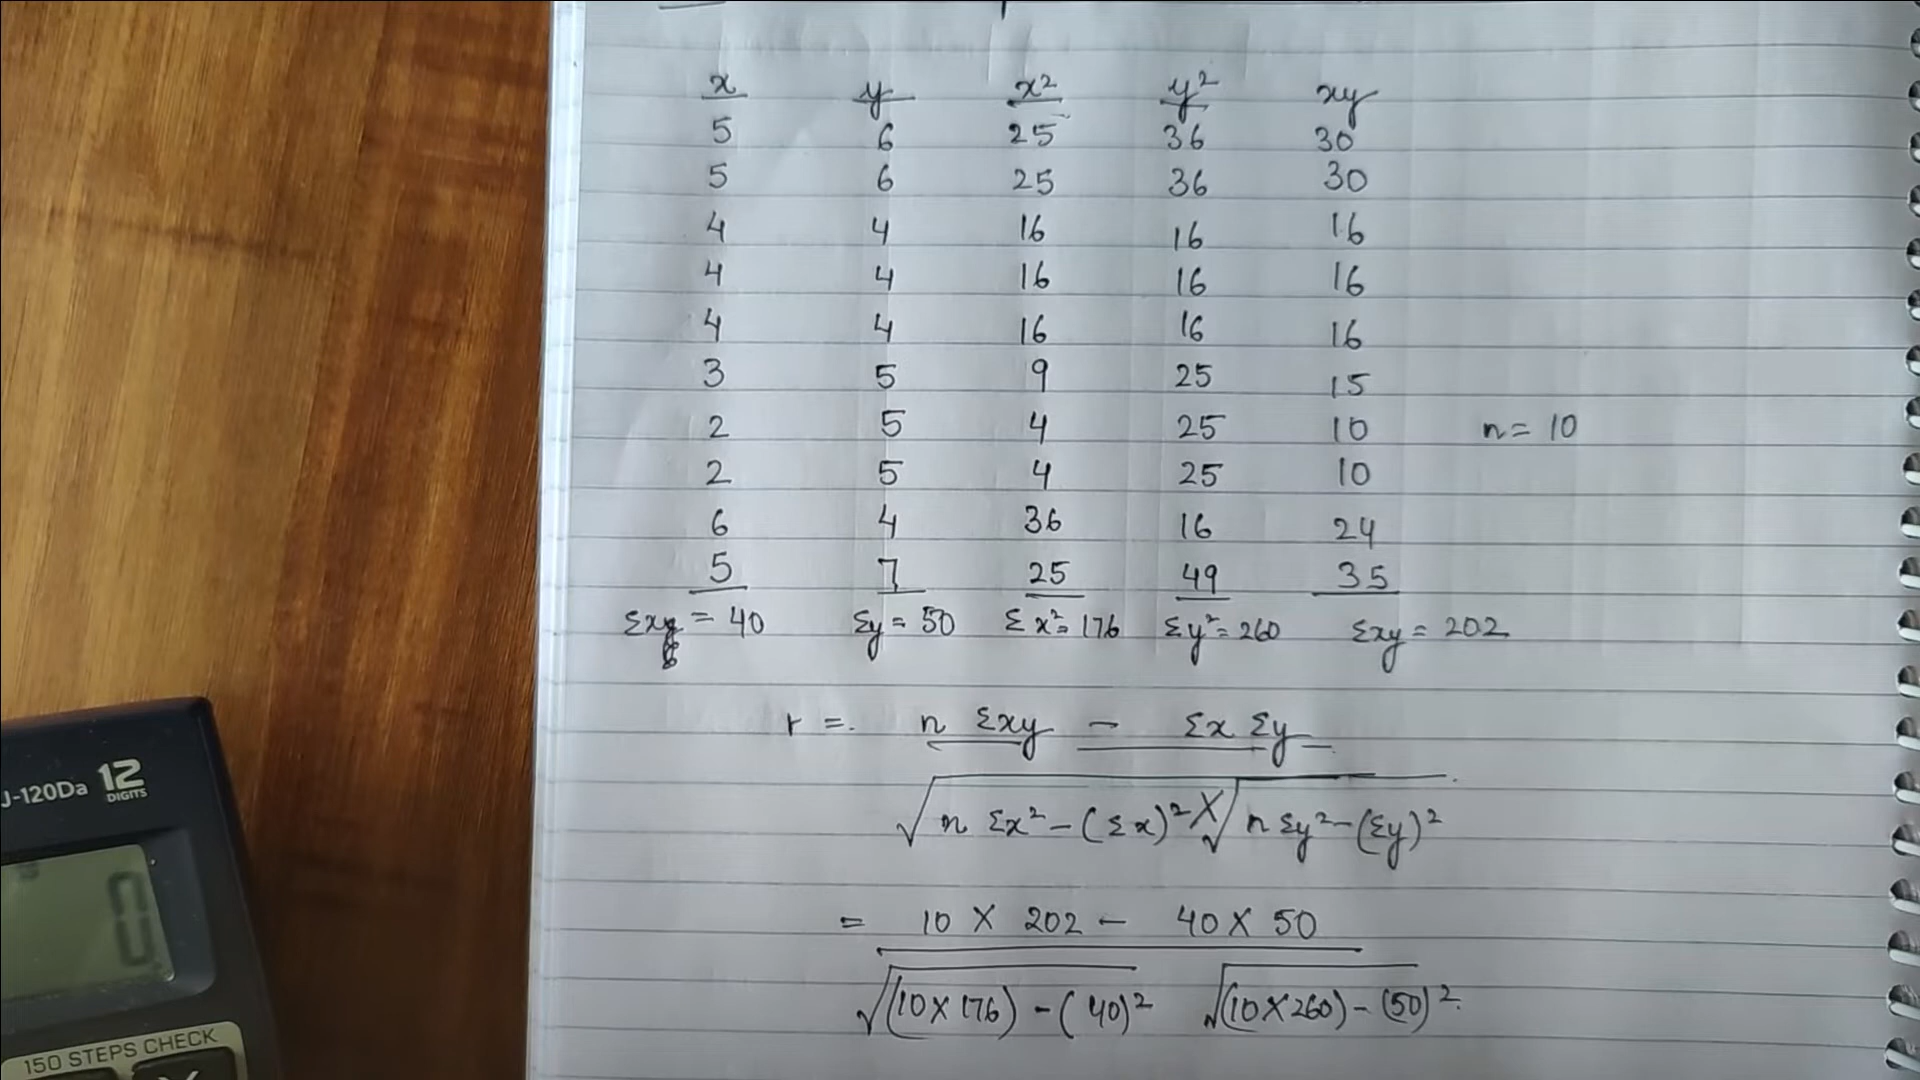 x y x² y² xy
5 6 25 36 30
5 6 25 36 30
4 4 16 16 16
4 4 16 16 16
4 4 16 16 16
3 5 9 25 15
2 5 4 25 10 n = 10
2 5 4 25 10
6 4 36 16 24
5 7 25 49 35
Σxy = 40 Σy = 50 Σx² = 176 Σy² = 260 Σxy = 202
r = n Σxy − Σx Σy
√n Σx² − (Σx)² × √n Σy² − (Σy)²
= 10 × 202 − 40 × 50
√(10 × 176) − (40)² √(10 × 260) − (50)²
J-120Da 12
DIGITS
0
150 STEPS CHECK